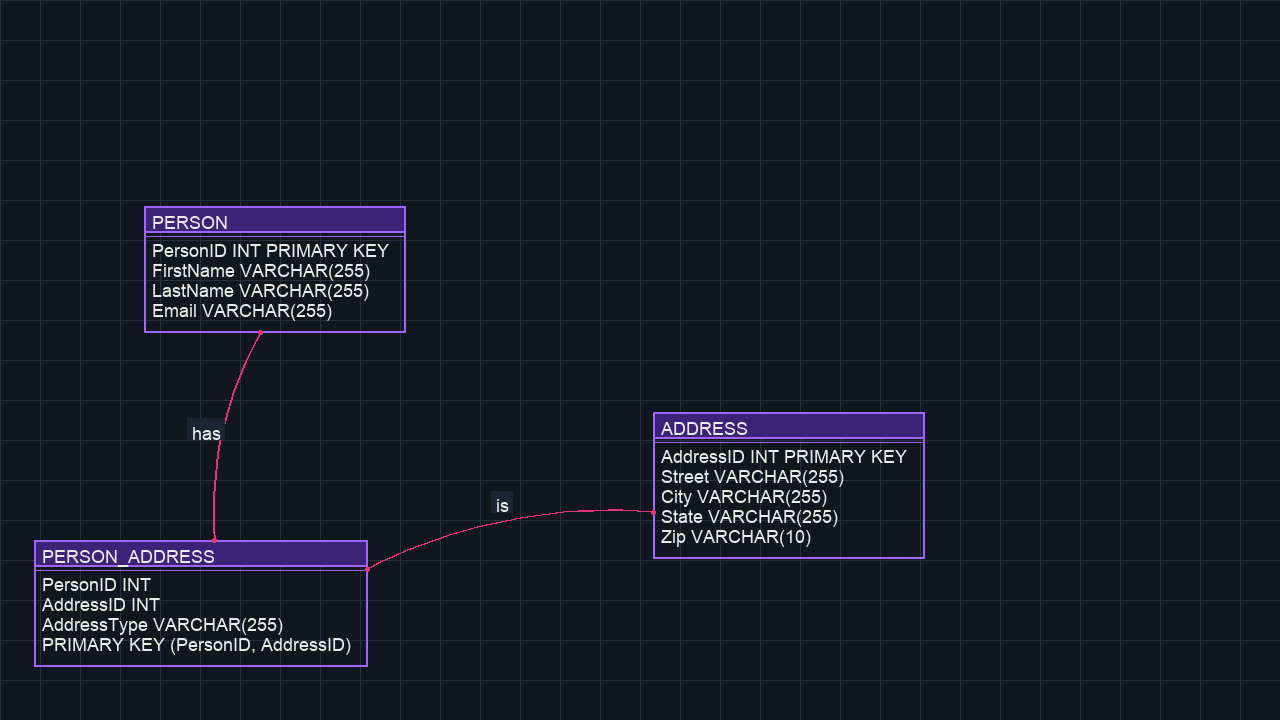 PERSON
PersonID INT PRIMARY KEY
FirstName VARCHAR(255)
LastName VARCHAR(255)
Email VARCHAR(255)
has
ADDRESS
AddressID INT PRIMARY KEY
Street VARCHAR(255)
City VARCHAR(255)
State VARCHAR(255)
Zip VARCHAR(10)
is
PERSON_ADDRESS
PersonID INT
AddressID INT
AddressType VARCHAR(255)
PRIMARY KEY (PersonID, AddressID)